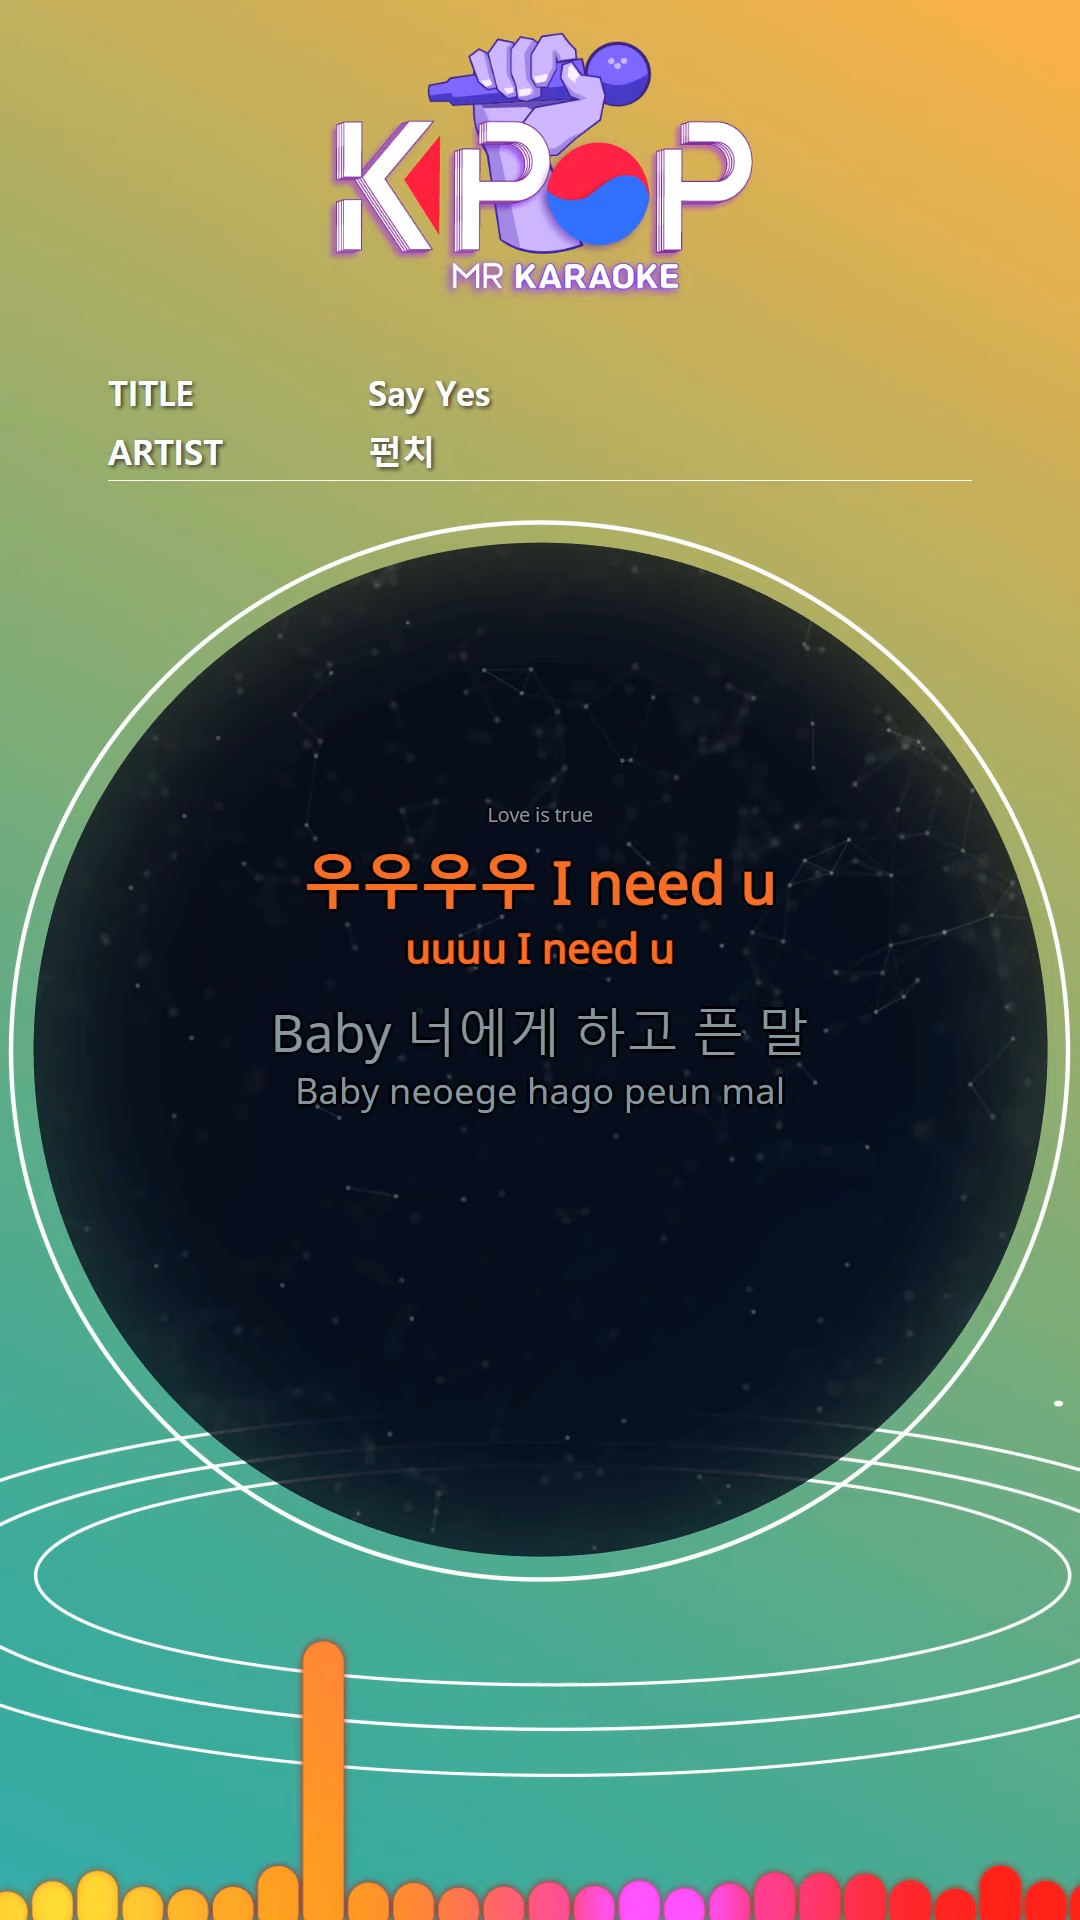 KPOP
MR KARAOKE
TITLE Say Yes
ARTIST 펀치
Love is true
우우우우 I need u
uuuu I need u
Baby 너에게 하고 픈 말
Baby neoege hago peun mal